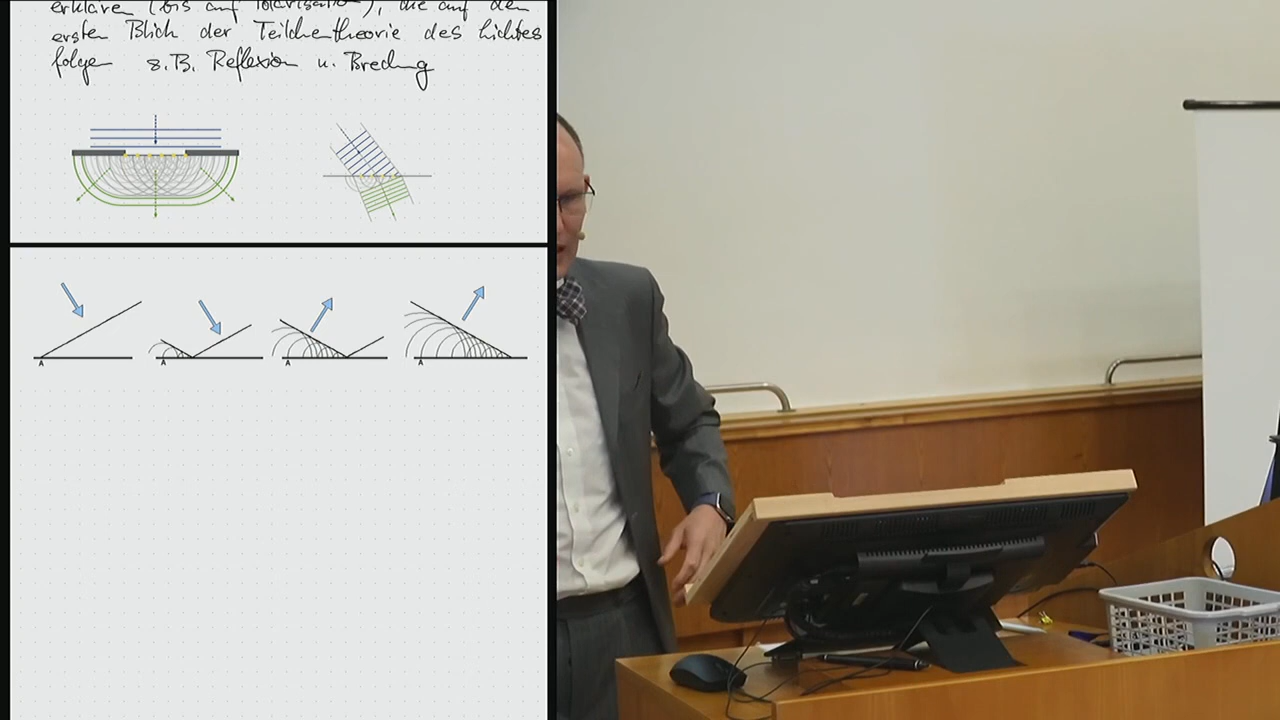 erklären (bis auf Polarisation), die auf den
ersten Blick der Teilchentheorie des Lichtes
folgen z.B. Reflexion u. Brechung
A
A
A
A